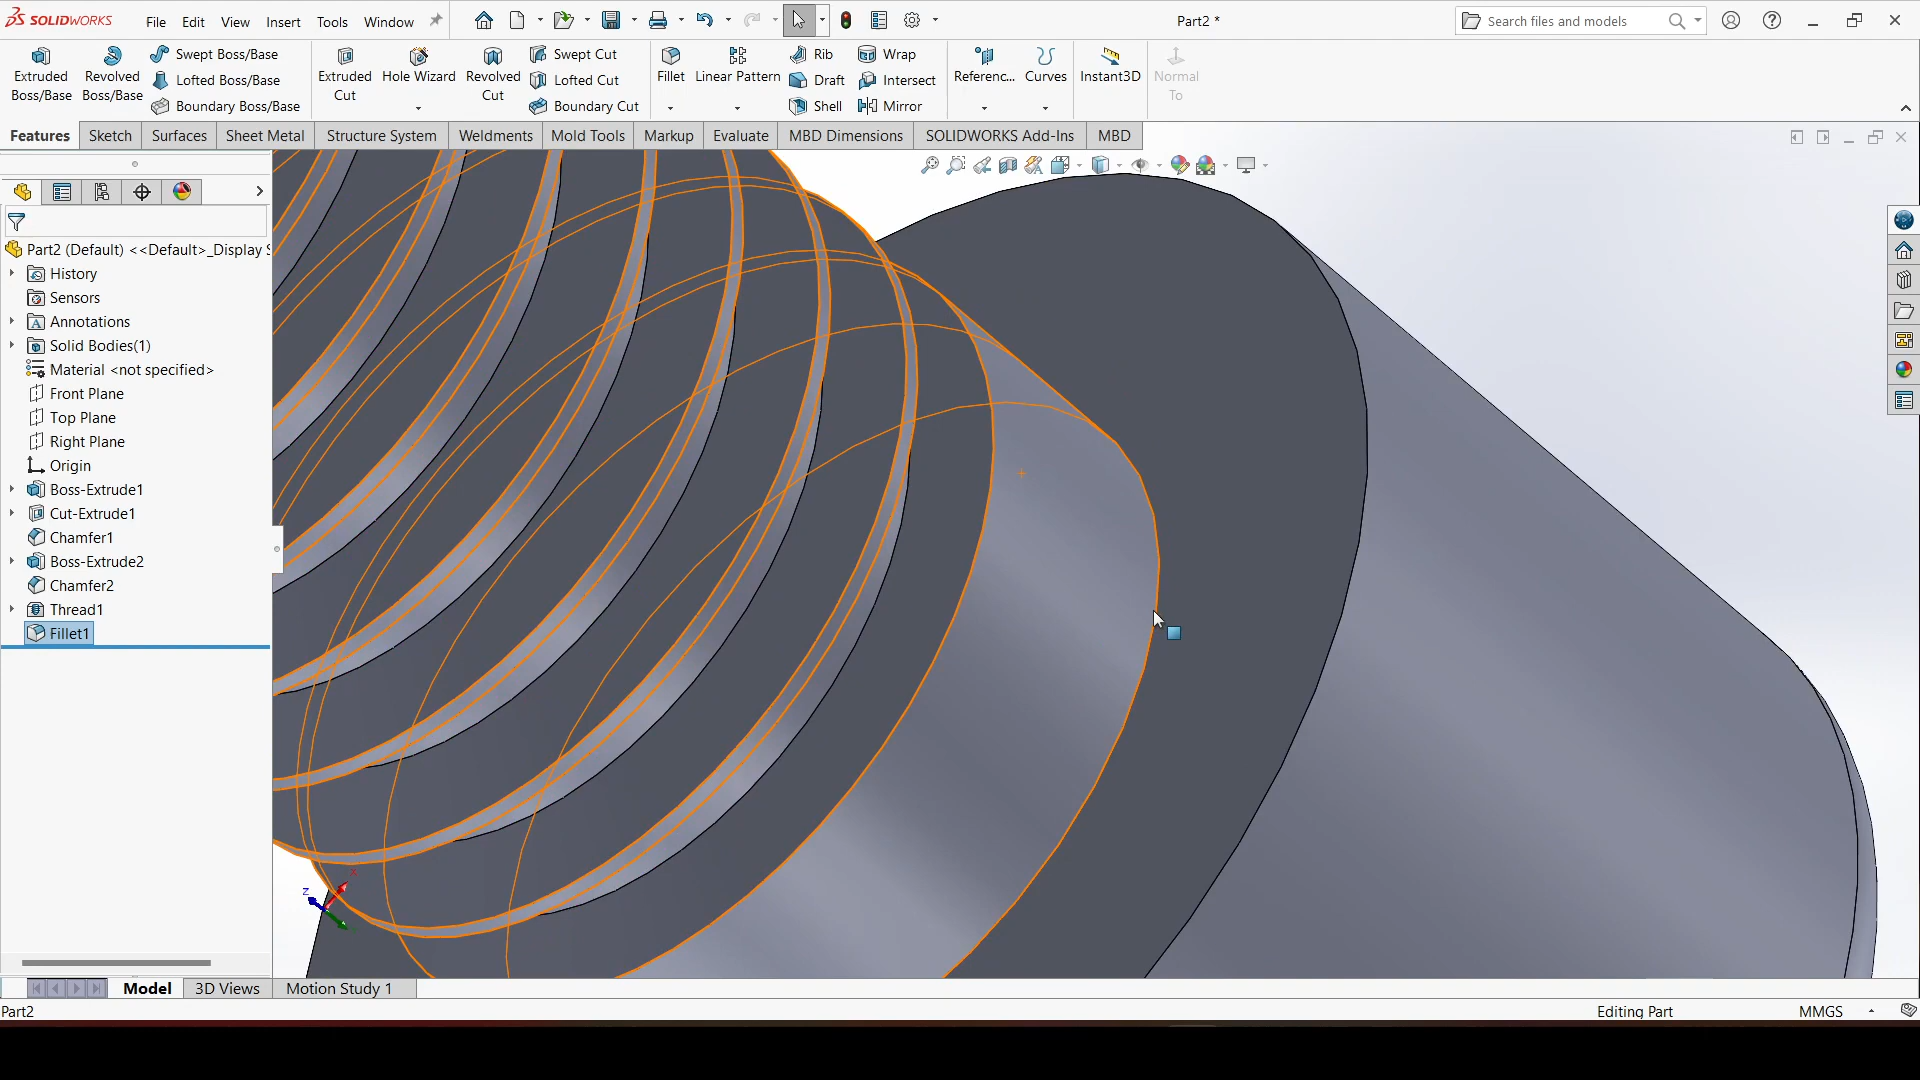 SOLIDWORKS File Edit View Insert Tools Window Part2 * Search files and models
Extruded Boss/Base
Revolved Boss/Base
Swept Boss/Base
Lofted Boss/Base
Boundary Boss/Base
Extruded Cut
Hole Wizard
Revolved Cut
Swept Cut
Lofted Cut
Boundary Cut
Fillet
Linear Pattern
Rib
Draft
Shell
Wrap
Intersect
Mirror
Referenc...
Curves
Instant3D
Normal To
Features Sketch Surfaces Sheet Metal Structure System Weldments Mold Tools Markup Evaluate MBD Dimensions SOLIDWORKS Add-Ins MBD
Part2 (Default) <<Default>_Display S
History
Sensors
Annotations
Solid Bodies(1)
Material <not specified>
Front Plane
Top Plane
Right Plane
Origin
Boss-Extrude1
Cut-Extrude1
Chamfer1
Boss-Extrude2
Chamfer2
Thread1
Fillet1
x
z
Model 3D Views Motion Study 1
Part2 Editing Part MMGS